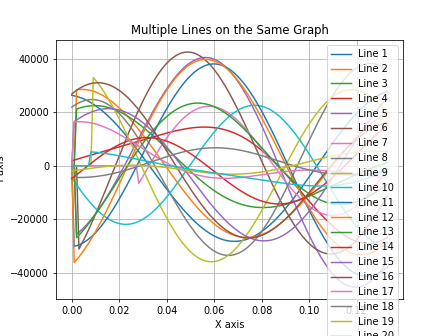 Multiple Lines on the Same Graph
40000
20000
0
−20000
−40000
0.00
0.02
0.04
0.06
0.08
0.10
X axis
Line 1
Line 2
Line 3
Line 4
Line 5
Line 6
Line 7
Line 8
Line 9
Line 10
Line 11
Line 12
Line 13
Line 14
Line 15
Line 17
Line 18
Line 19
Line 20